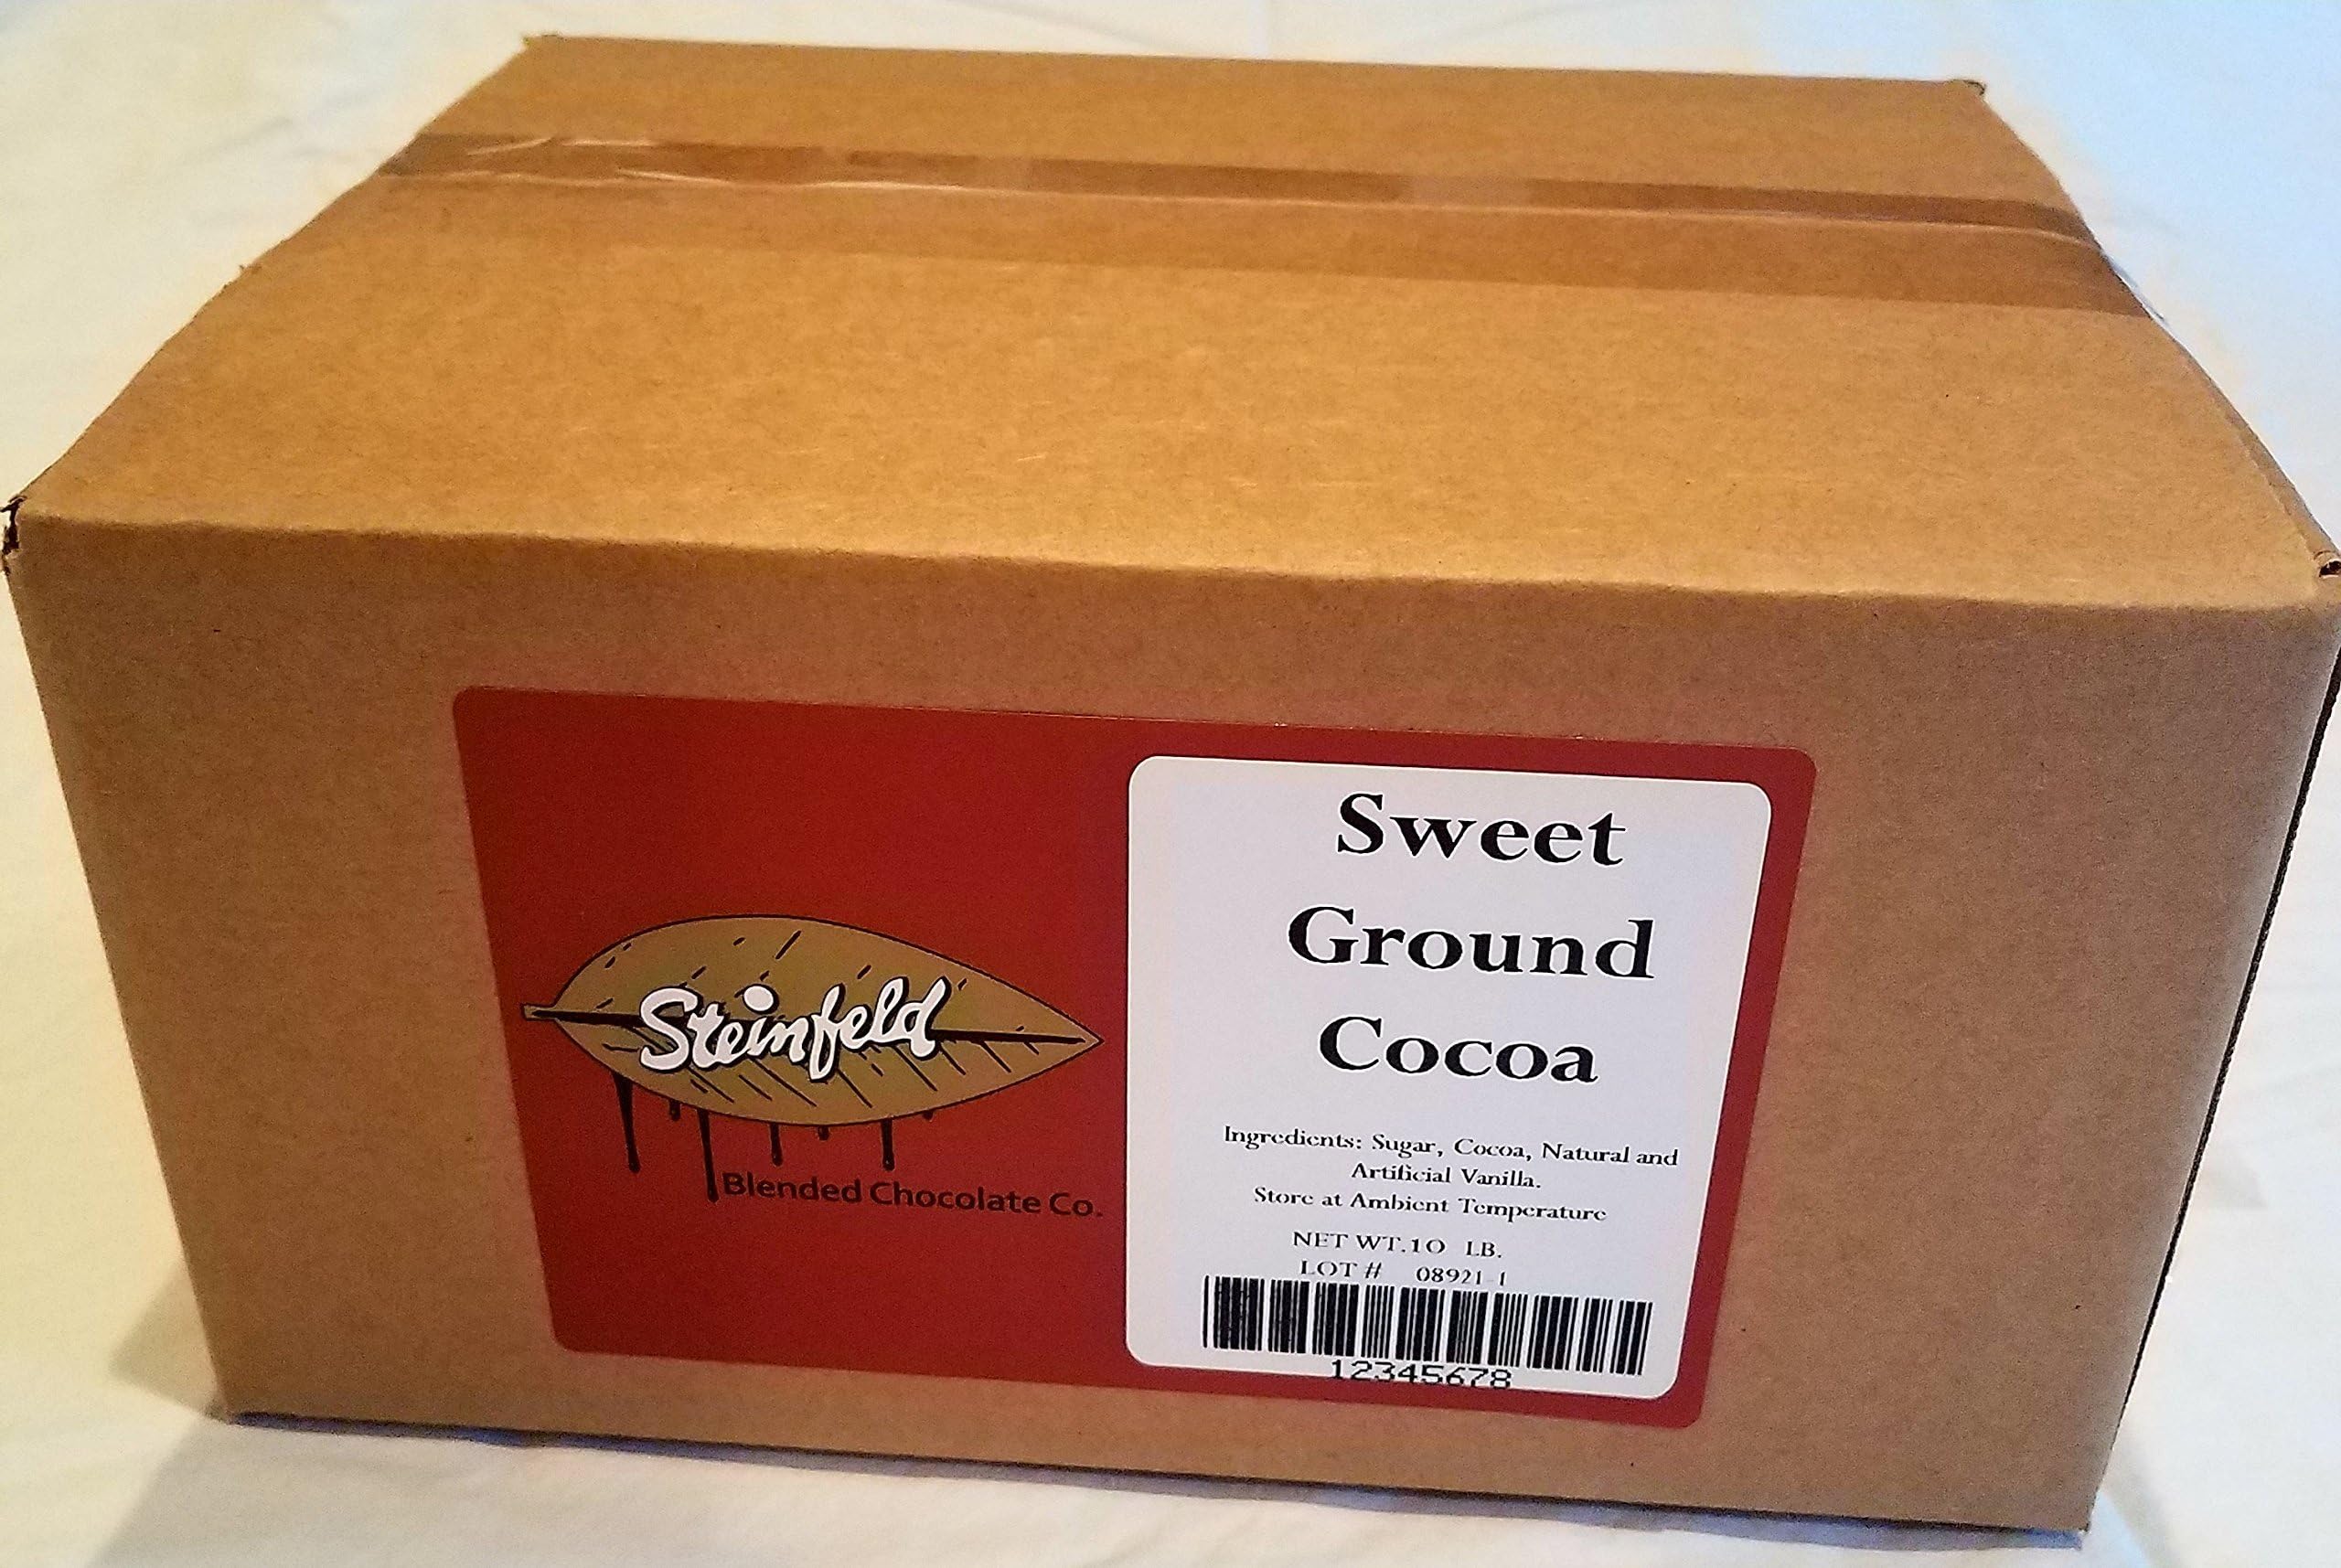 Steinfeld
Blended Chocolate Co.
Sweet
Ground
Cocoa
Ingredients: Sugar, Cocoa, Natural and
Artificial Vanilla.
Store at Ambient Temperature
NET WT.10 LB.
LOT # 08921-1
12345678